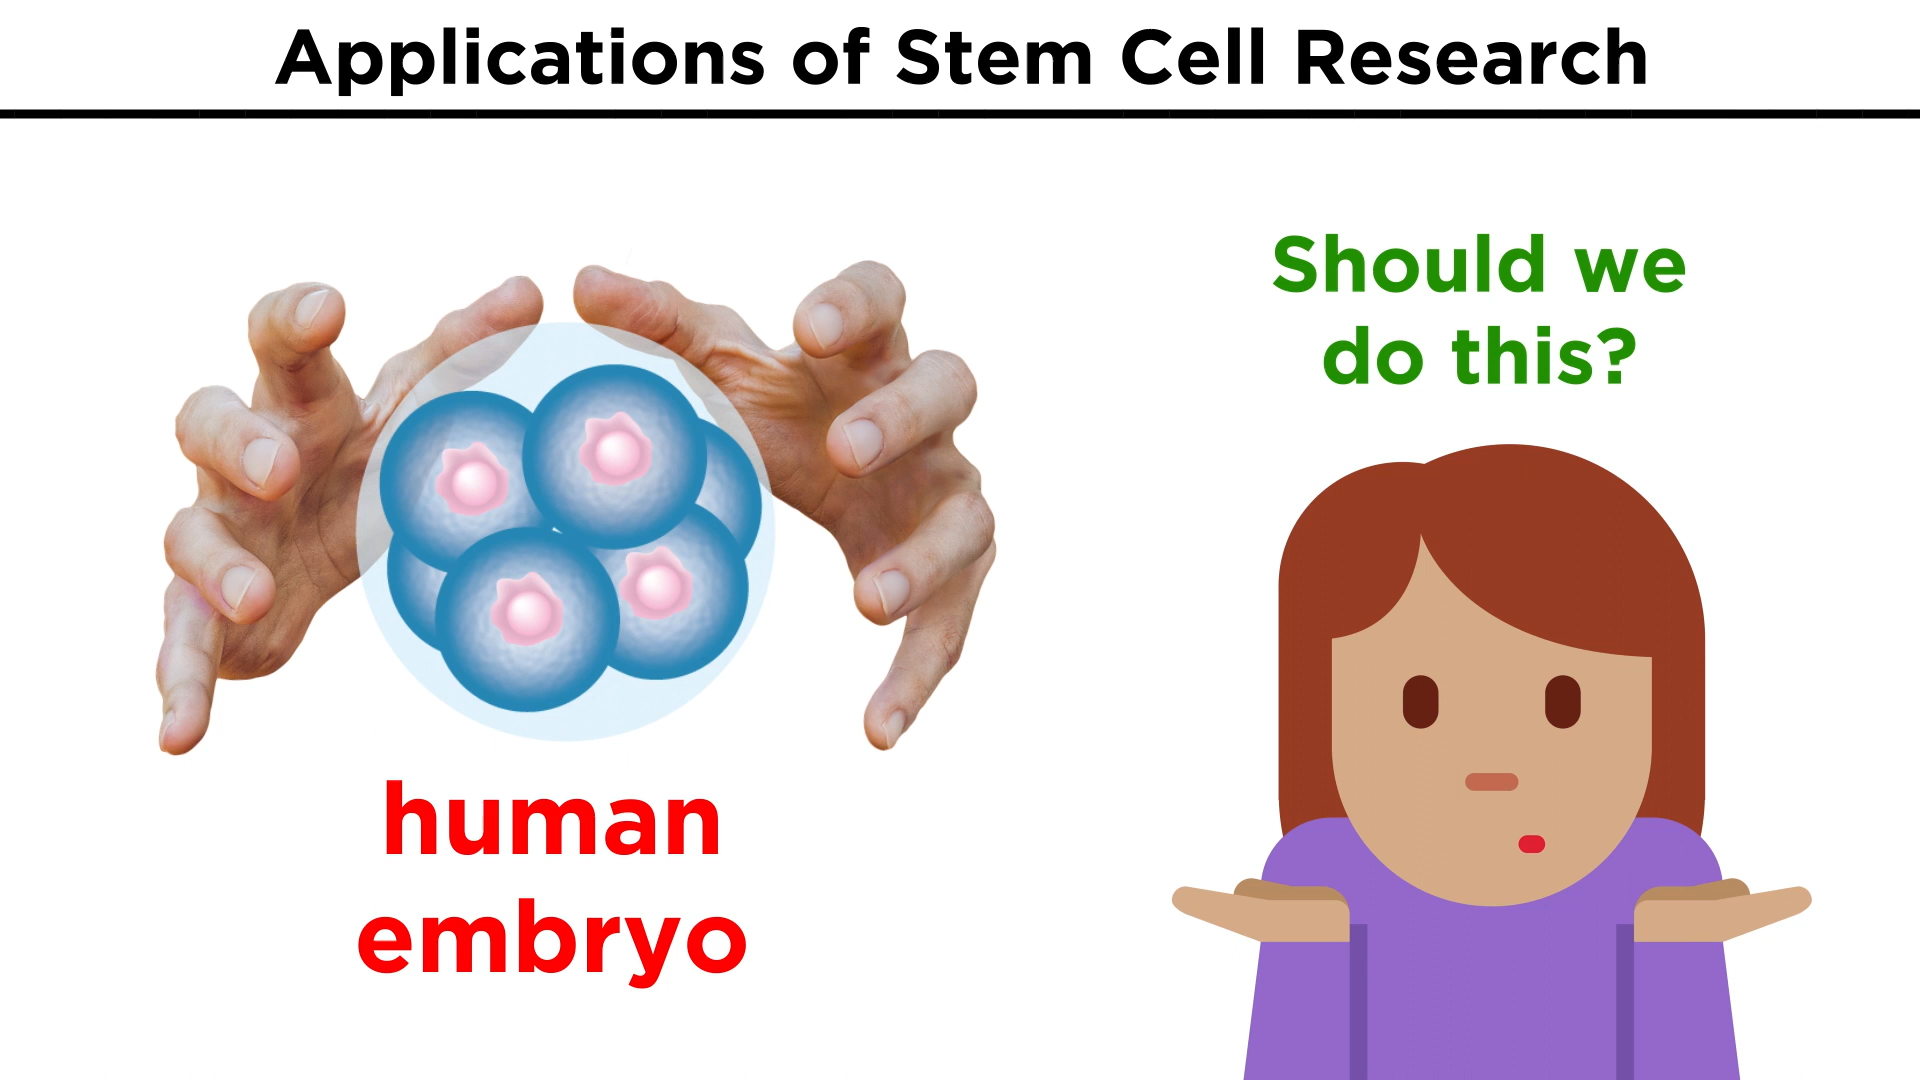 Applications of Stem Cell Research
Should we
do this?
human
embryo